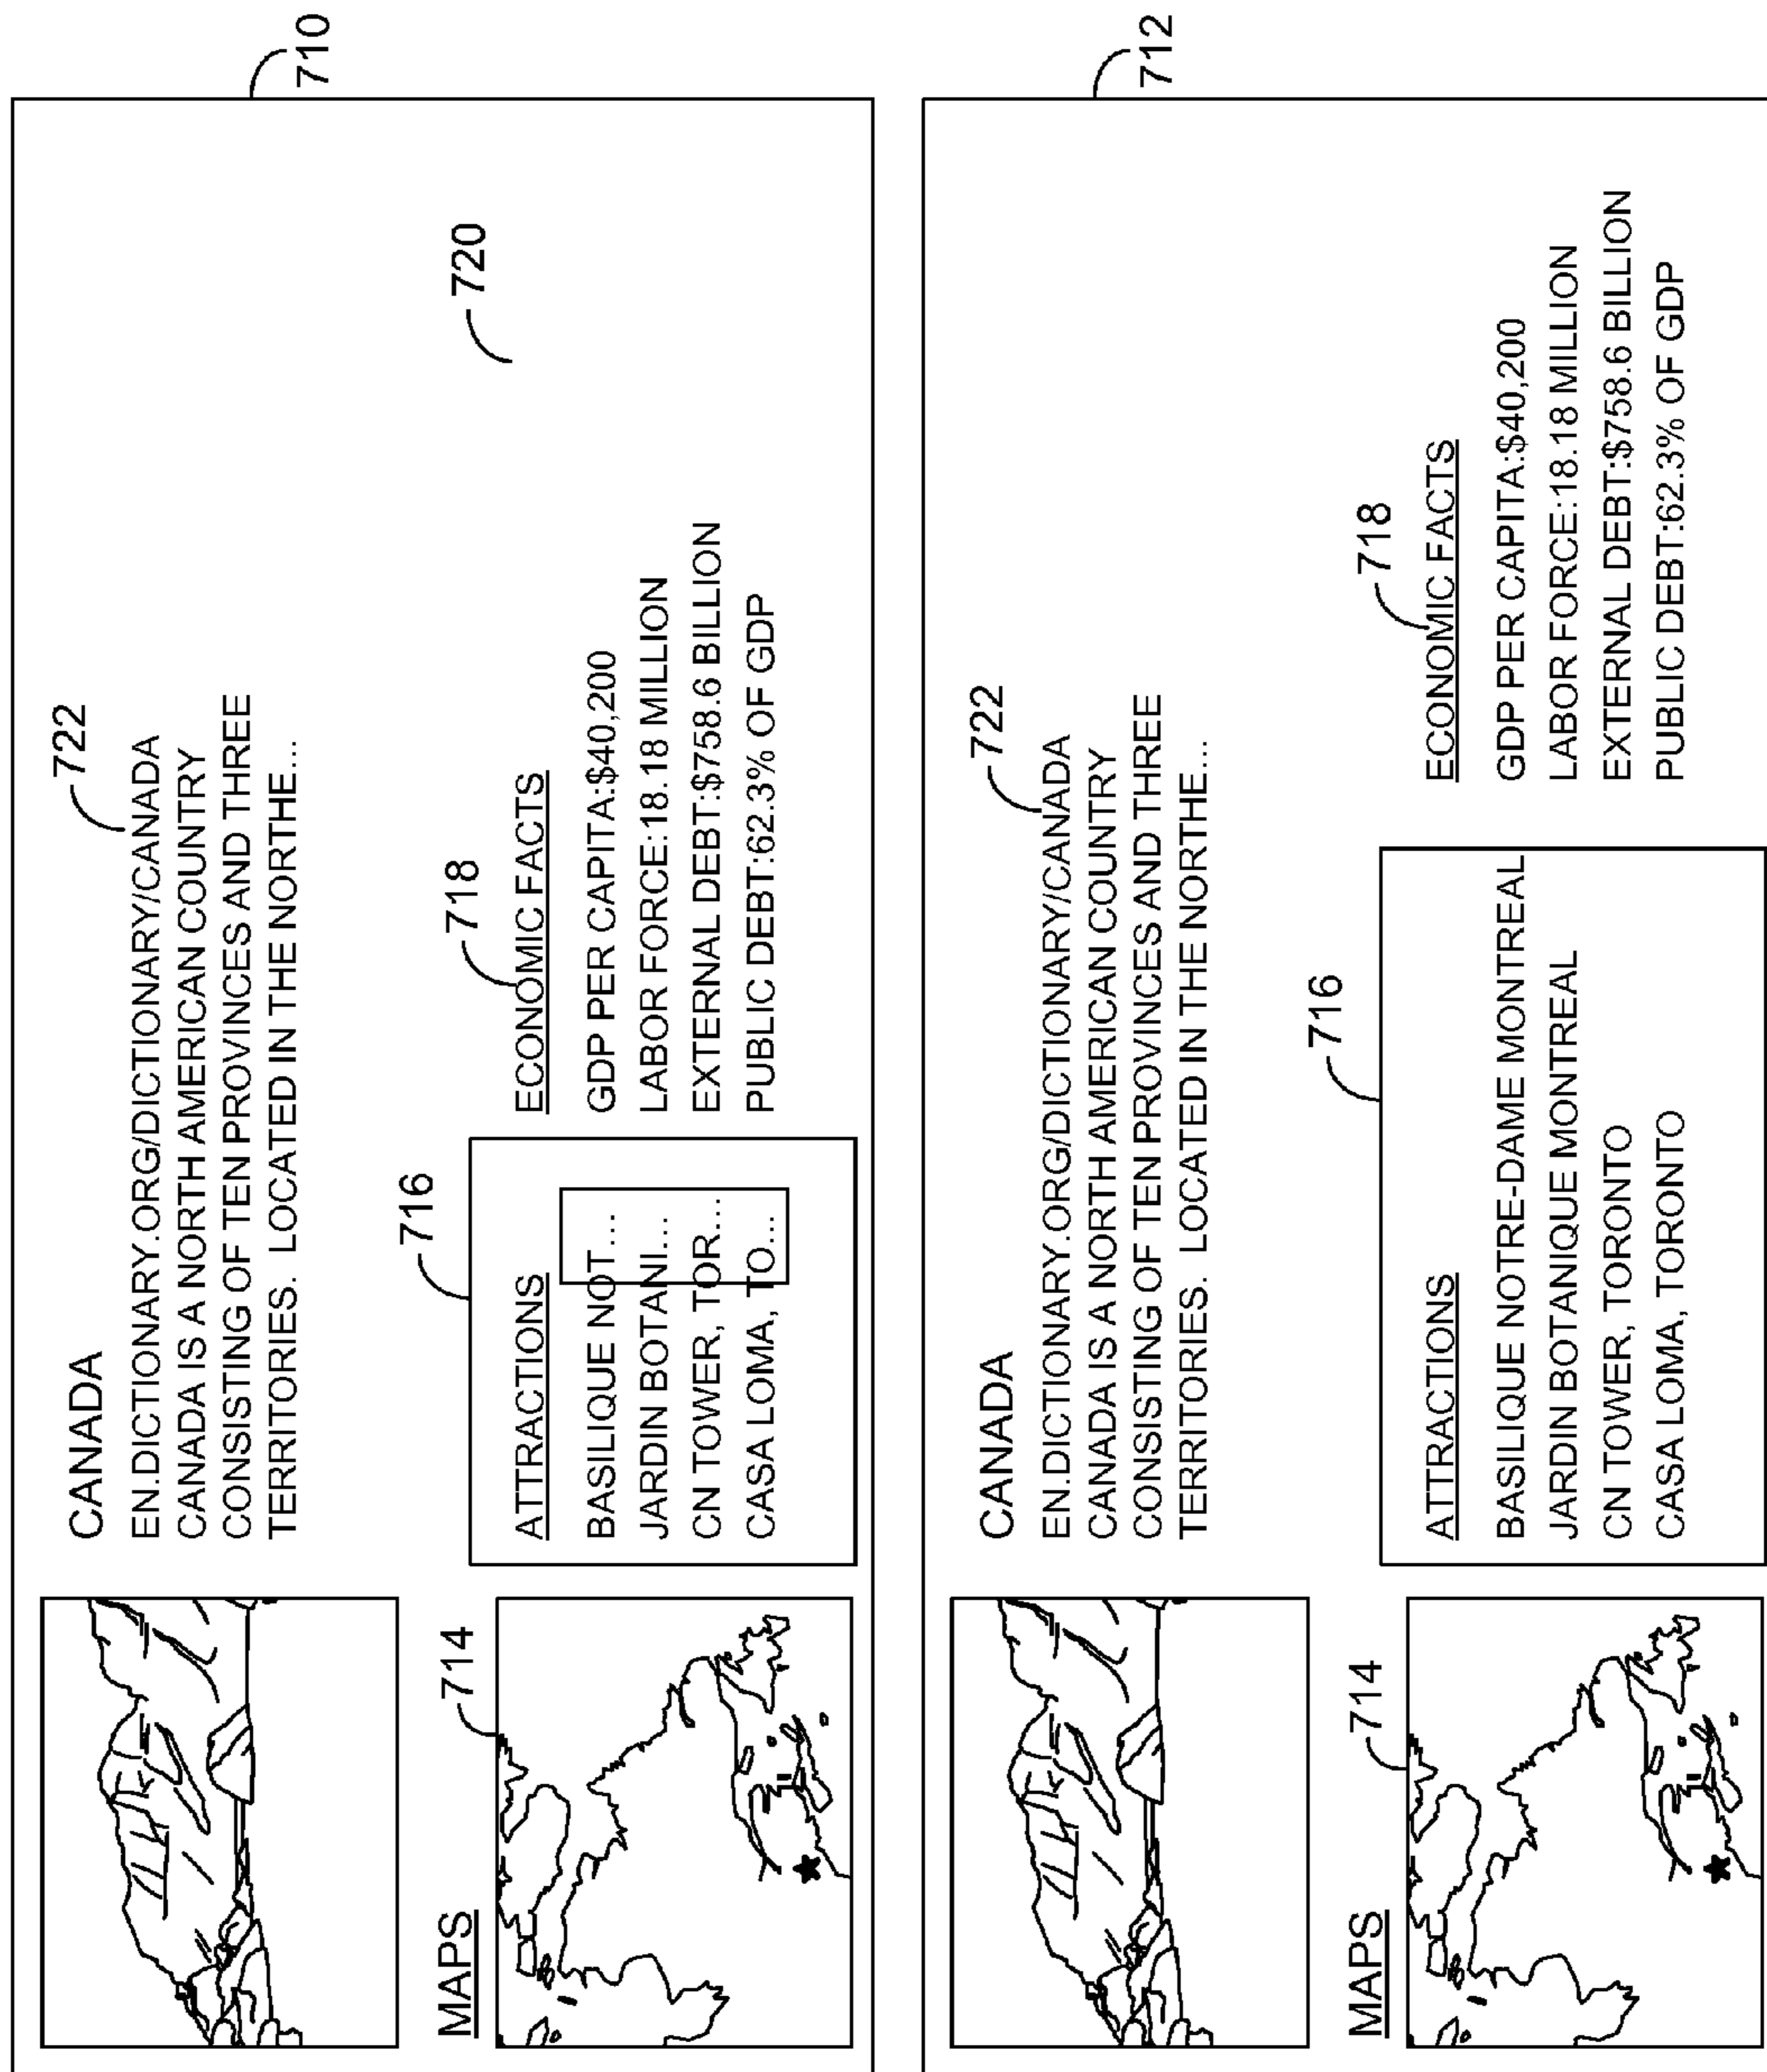 710
CANADA
722
EN.DICTIONARY.ORG/DICTIONARY/CANADA
CANADA IS A NORTH AMERICAN COUNTRY
CONSISTING OF TEN PROVINCES AND THREE
TERRITORIES. LOCATED IN THE NORTHE...
720
MAPS
714
716
ATTRACTIONS
BASILIQUE NOT...
JARDIN BOTANI...
CN TOWER, TOR...
CASA LOMA, TO...
718
ECONOMIC FACTS
GDP PER CAPITA:$40,200
LABOR FORCE:18.18 MILLION
EXTERNAL DEBT:$758.6 BILLION
PUBLIC DEBT:62.3% OF GDP
712
CANADA
722
EN.DICTIONARY.ORG/DICTIONARY/CANADA
CANADA IS A NORTH AMERICAN COUNTRY
CONSISTING OF TEN PROVINCES AND THREE
TERRITORIES. LOCATED IN THE NORTHE...
MAPS
714
716
ATTRACTIONS
BASILIQUE NOTRE-DAME MONTREAL
JARDIN BOTANIQUE MONTREAL
CN TOWER, TORONTO
CASA LOMA, TORONTO
718
ECONOMIC FACTS
GDP PER CAPITA:$40,200
LABOR FORCE:18.18 MILLION
EXTERNAL DEBT:$758.6 BILLION
PUBLIC DEBT:62.3% OF GDP